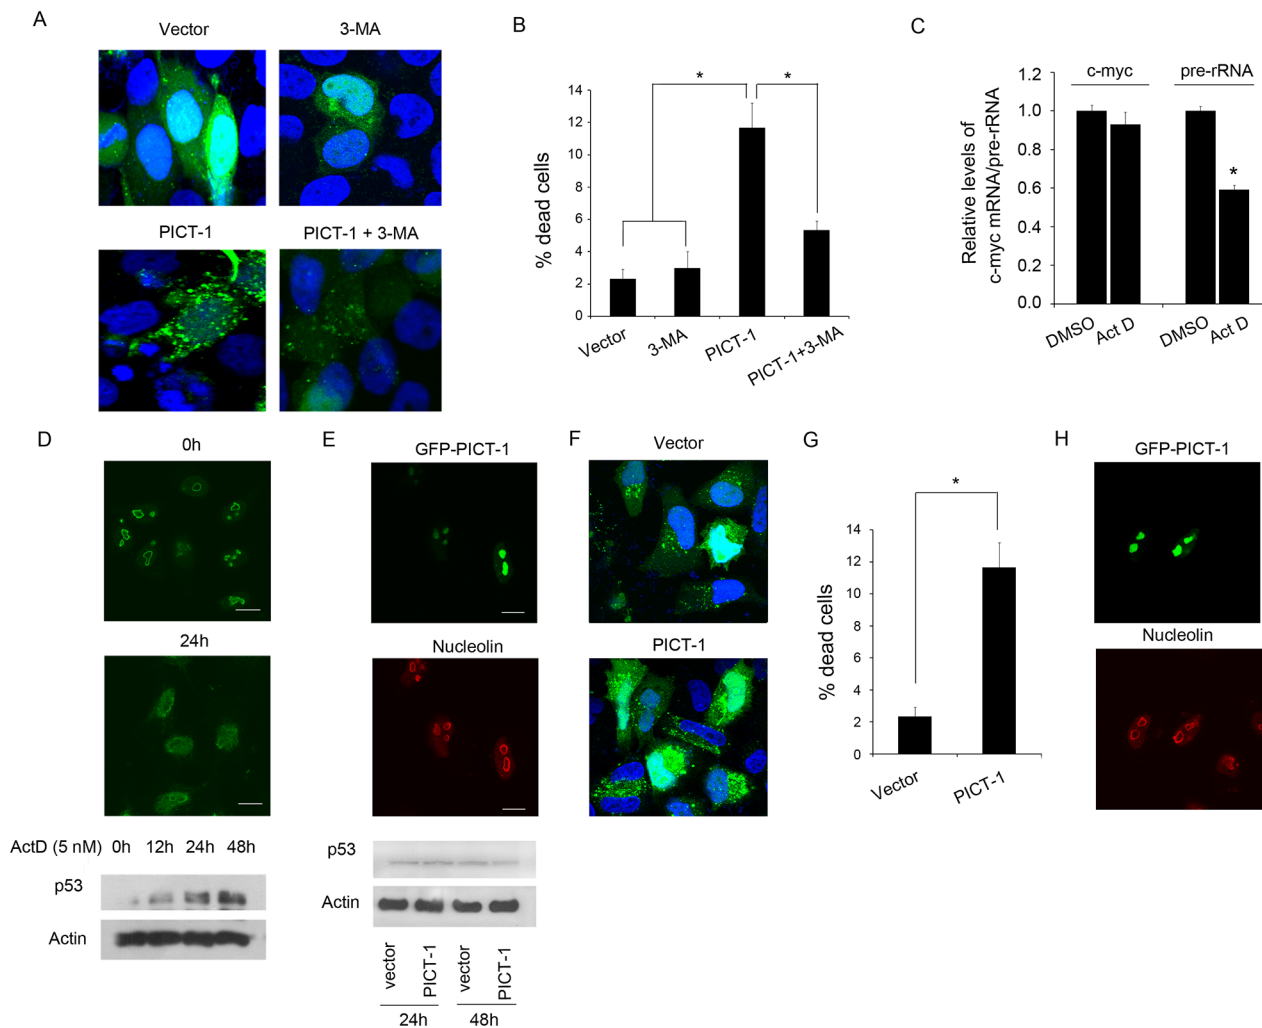 A
Vector
3-MA
PICT-1
PICT-1 + 3-MA
B
% dead cells
14
12
10
8
6
4
2
0
Vector
3-MA
PICT-1
PICT-1+3-MA
*
*
C
Relative levels of
c-myc mRNA/pre-rRNA
c-myc
pre-rRNA
1.2
1.0
0.8
0.6
0.4
0.2
0.0
*
DMSO
Act D
DMSO
Act D
D
0h
24h
ActD (5 nM) 0h 12h 24h 48h
p53
Actin
E
GFP-PICT-1
Nucleolin
p53
Actin
vector
PICT-1
vector
PICT-1
24h
48h
F
Vector
PICT-1
G
% dead cells
14
12
10
8
6
4
2
0
*
Vector
PICT-1
H
GFP-PICT-1
Nucleolin